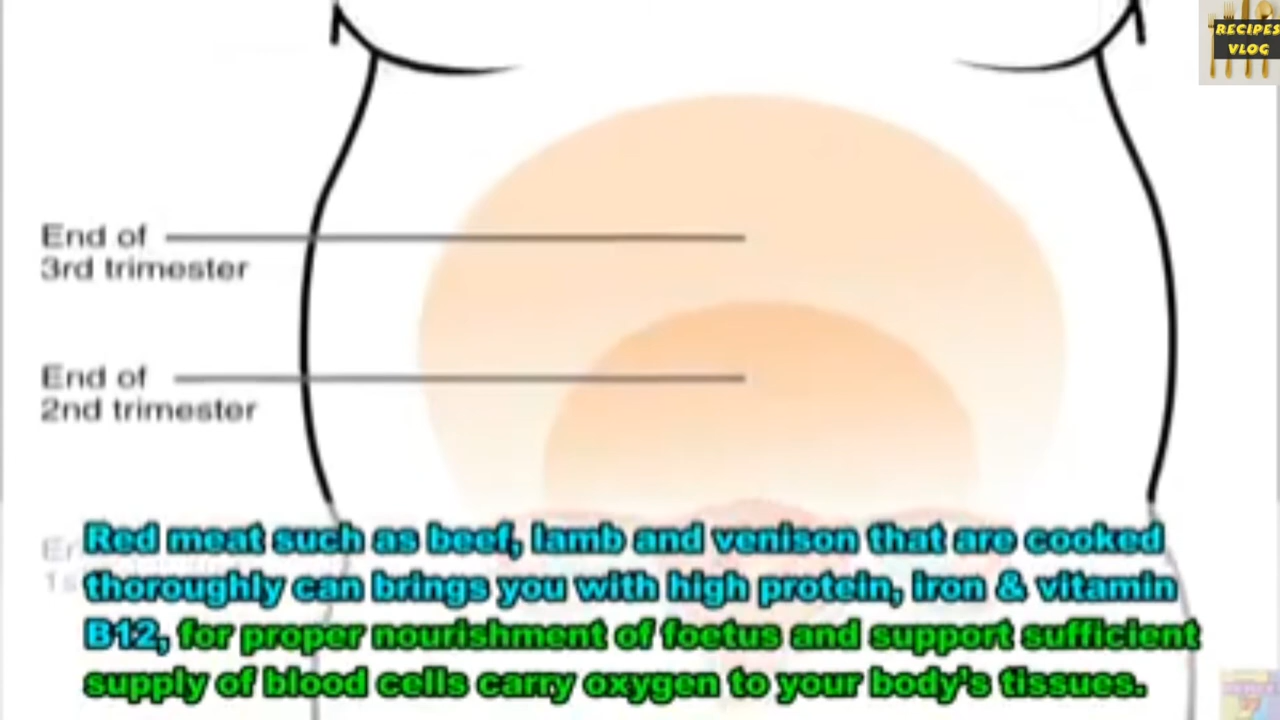 RECIPES
VLOG
End of
3rd trimester
End of
2nd trimester
Red meat such as beef, lamb and venison that are cooked
thoroughly can brings you with high protein, iron & vitamin
B12, for proper nourishment of foetus and support sufficient
supply of blood cells carry oxygen to your body's tissues.